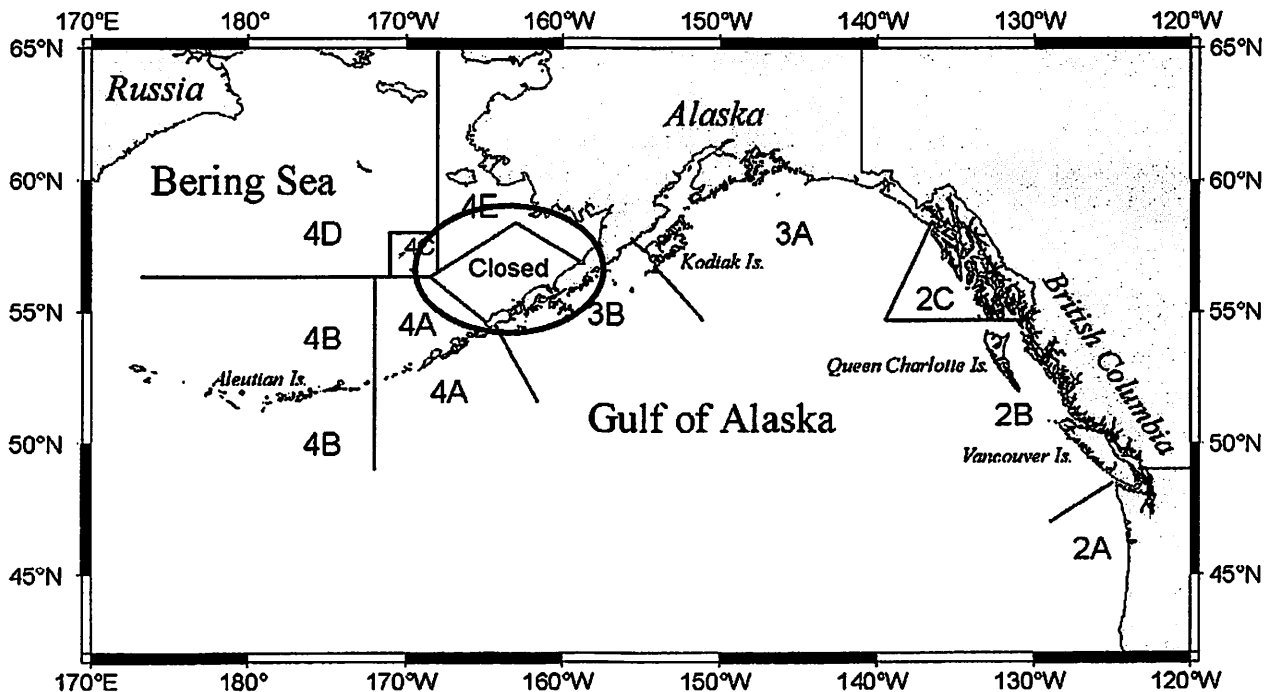 170°E 180° 170°W 160°W 150°W 140°W 130°W 120°W
65°N 65°N
Russia
Alaska
60°N 60°N
Bering Sea
4E
4D
4C
3A
Kodiak Is.
Closed
British Columbia
2C
55°N 55°N
4A
3B
4B
Queen Charlotte Is.
Aleutian Is.
4A
Gulf of Alaska
2B
50°N 50°N
4B
Vancouver Is.
2A
45°N 45°N
170°E 180° 170°W 160°W 150°W 140°W 130°W 120°W